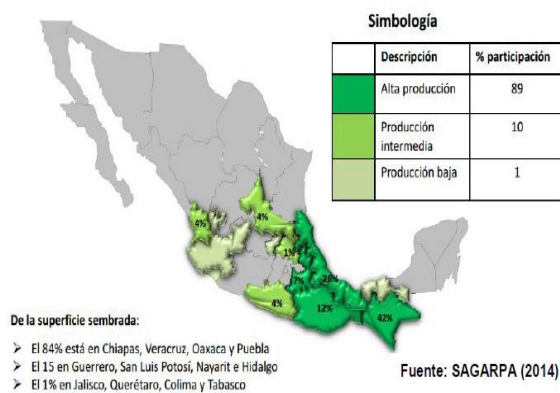 Simbología
Descripción % participación
Alta producción 89
Producción
intermedia 10
Producción baja 1
4%
4%
1%
7%
26%
4%
12%
42%
De la superficie sembrada:
➢ El 84% está en Chiapas, Veracruz, Oaxaca y Puebla
➢ El 15 en Guerrero, San Luis Potosí, Nayarit e Hidalgo
➢ El 1% en Jalisco, Querétaro, Colima y Tabasco
Fuente: SAGARPA (2014)